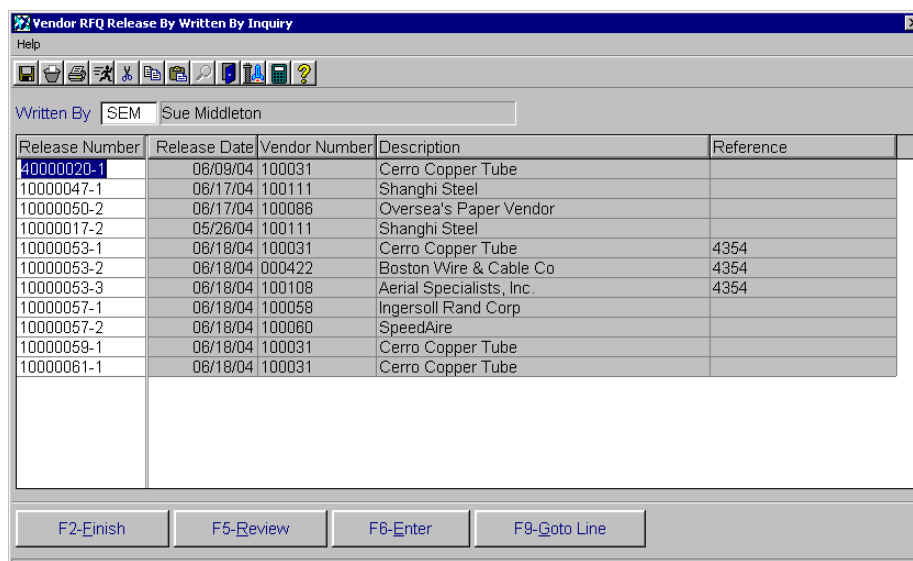 Vendor RFQ Release By Written By Inquiry
Help
Written By SEM Sue Middleton
Release Number Release Date Vendor Number Description Reference
40000020-1 06/09/04 100031 Cerro Copper Tube
10000047-1 06/17/04 100111 Shanghi Steel
10000050-2 06/17/04 100086 Oversea's Paper Vendor
10000017-2 05/26/04 100111 Shanghi Steel
10000053-1 06/18/04 100031 Cerro Copper Tube 4354
10000053-2 06/18/04 000422 Boston Wire & Cable Co 4354
10000053-3 06/18/04 100108 Aerial Specialists, Inc. 4354
10000057-1 06/18/04 100058 Ingersoll Rand Corp
10000057-2 06/18/04 100060 SpeedAire
10000059-1 06/18/04 100031 Cerro Copper Tube
10000061-1 06/18/04 100031 Cerro Copper Tube
F2-Finish F5-Review F6-Enter F9-Goto Line